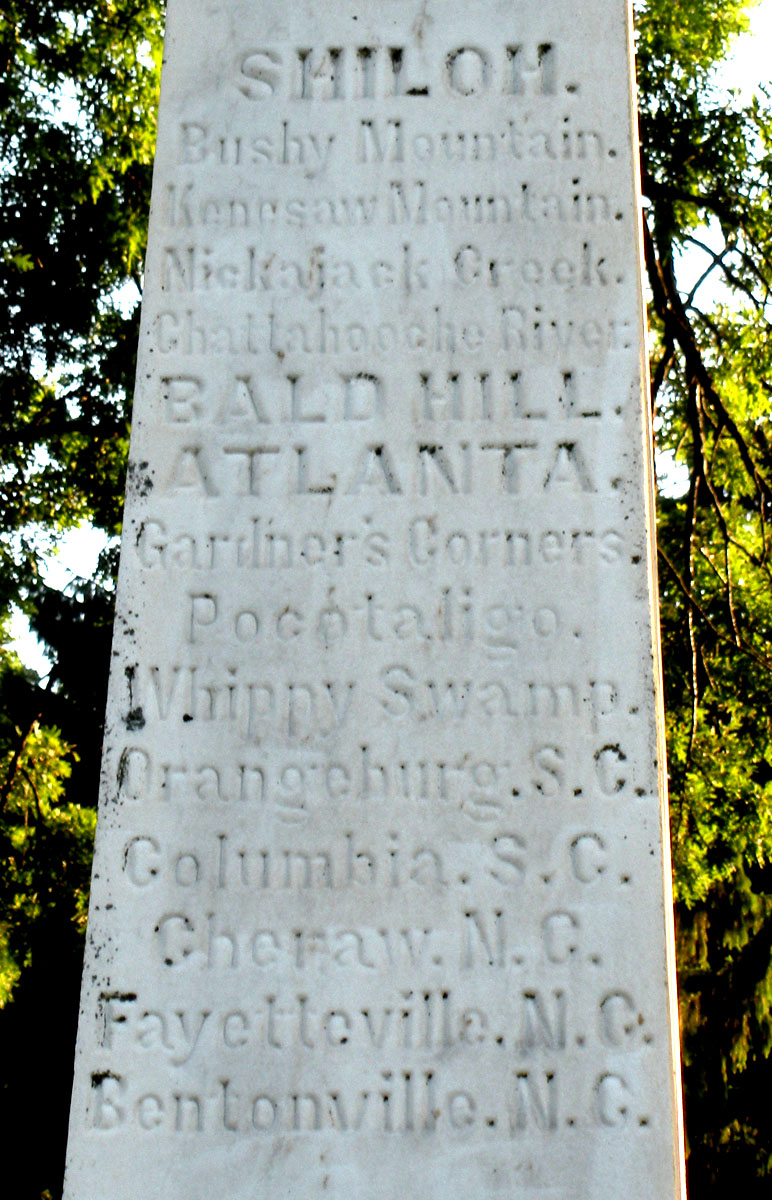 SHILOH.
Bushy Mountain.
Kenesaw Mountain.
Nickajack Creek.
Chattahooche River.
BALD HILL.
ATLANTA.
Gardner's Corners.
Pocotaligo.
Whippy Swamp.
Orangeburg. S. C.
Columbia. S. C.
Cheraw. N. C.
Fayetteville. N. C.
Bentonville. N. C.